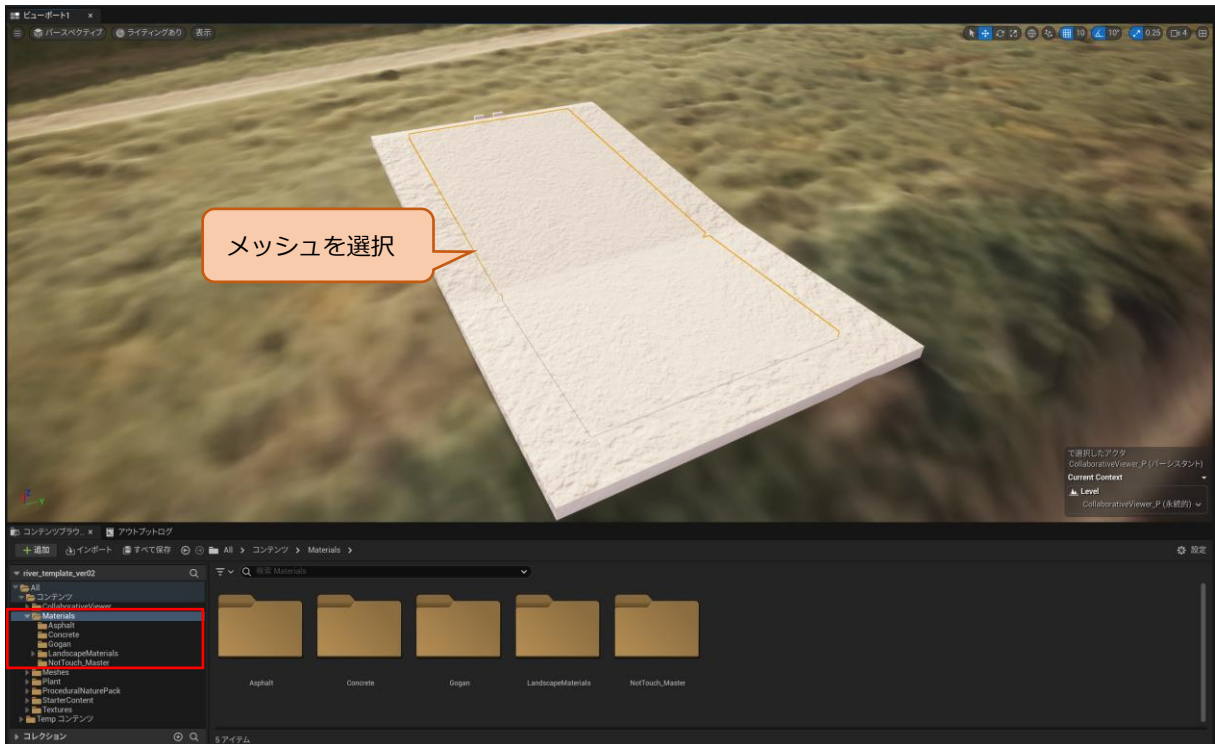 ビューポート1 ×
パースペクティブ ライティングあり 表示
10 10° 0.25 4
メッシュを選択
で選択したアクタ
CollaborativeViewer_P (パーシスタント)
Current Context
Level
CollaborativeViewer_P (永続的)
Z
Y
コンテンツブラウ.. × アウトプットログ
+ 追加 インポート すべて保存 All > コンテンツ > Materials > 設定
river_template_ver02
検索 Materials
All
コンテンツ
CollaborativeViewer
Materials
Asphalt
Concrete
Gogan
LandscapeMaterials
NotTouch_Master
Meshes
Plant
ProceduralNaturePack
StarterContent
Textures
Temp コンテンツ
Asphalt Concrete Gogan LandscapeMaterials NotTouch_Master
コレクション
5アイテム